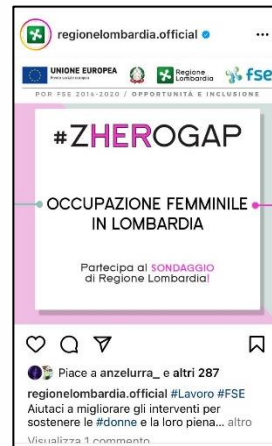 regionelombardia.official
UNIONE EUROPEA
Regione
Lombardia
fse
POR FSE 2014-2020 / OPPORTUNITÀ E INCLUSIONE
#ZHEROGAP
OCCUPAZIONE FEMMINILE
IN LOMBARDIA
Partecipa al SONDAGGIO
di Regione Lombardia!
Piace a anzelurra_ e altri 287
regionelombardia.official #Lavoro #FSE
Aiutaci a migliorare gli interventi per
sostenere le #donne e la loro piena... altro
Visualizza 1 commento